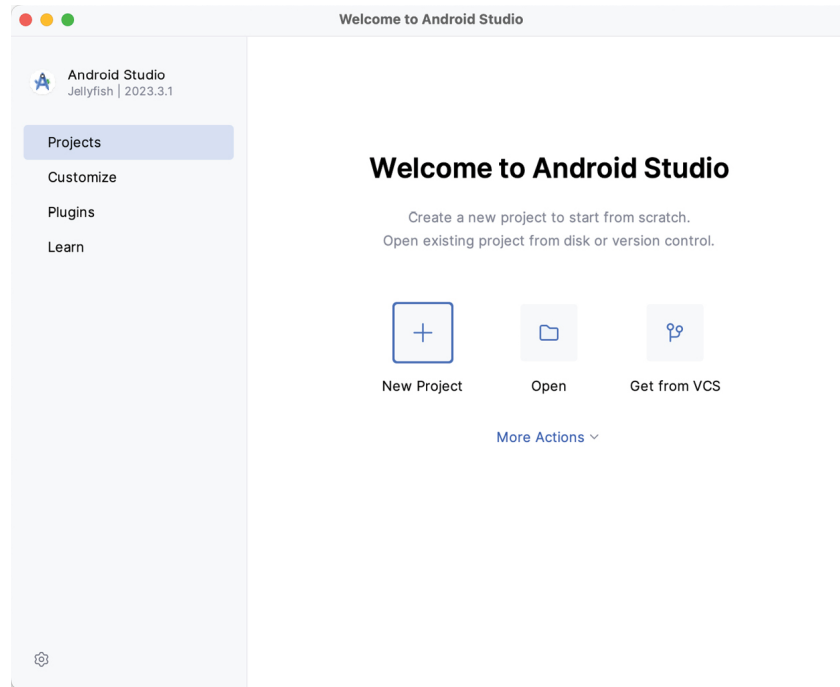 Welcome to Android Studio
Android Studio
Jellyfish | 2023.3.1
Projects
Customize
Plugins
Learn
Welcome to Android Studio
Create a new project to start from scratch.
Open existing project from disk or version control.
New Project
Open
Get from VCS
More Actions